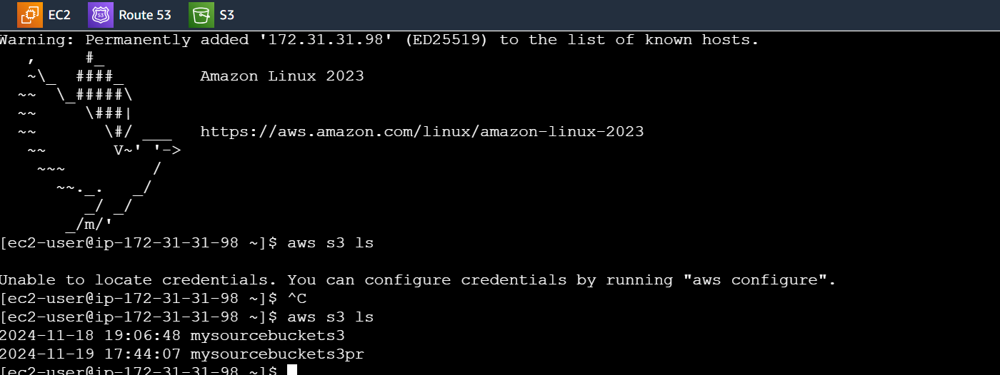 EC2 Route 53 S3
Warning: Permanently added '172.31.31.98' (ED25519) to the list of known hosts.
   ,     #_
   ~\_  ####_        Amazon Linux 2023
  ~~  \_#####\
  ~~     \###|
  ~~       \#/ ___   https://aws.amazon.com/linux/amazon-linux-2023
   ~~       V~' '->
    ~~~         /
      ~~._.   _/
         _/ _/
       _/m/'
[ec2-user@ip-172-31-31-98 ~]$ aws s3 ls
Unable to locate credentials. You can configure credentials by running "aws configure".
[ec2-user@ip-172-31-31-98 ~]$ ^C
[ec2-user@ip-172-31-31-98 ~]$ aws s3 ls
2024-11-18 19:06:48 mysourcebuckets3
2024-11-19 17:44:07 mysourcebuckets3pr
[ec2-user@ip-172-31-31-98 ~]$